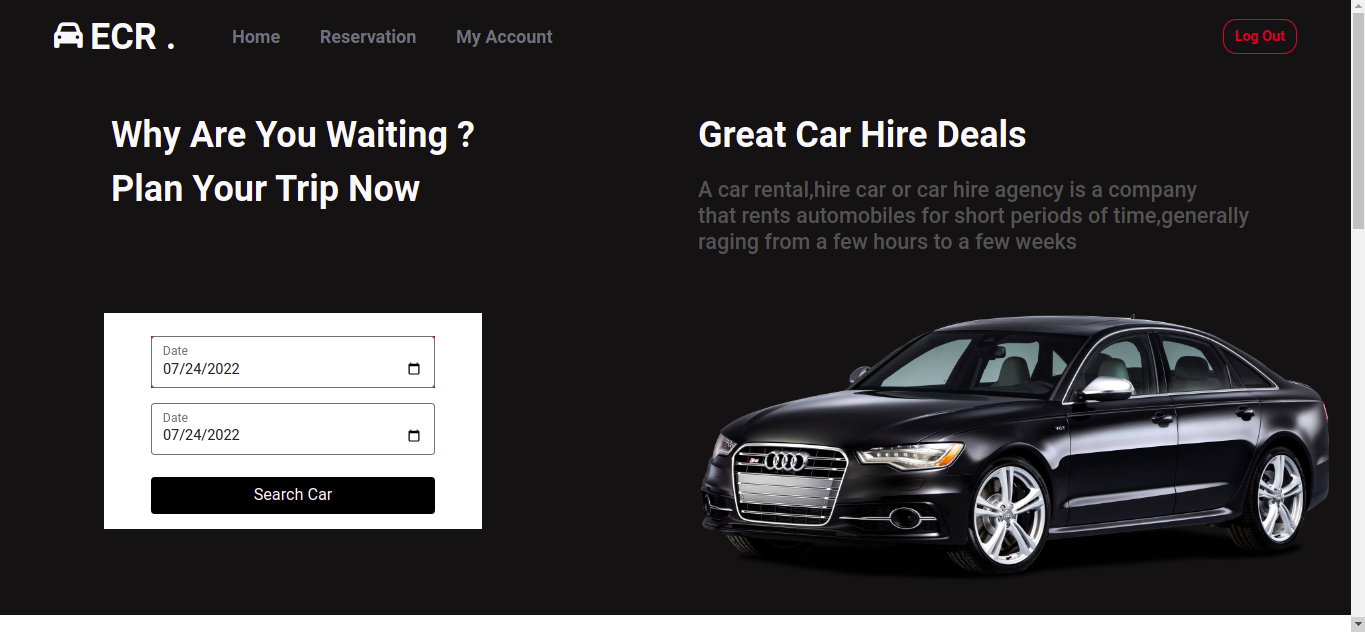 ECR .
Home
Reservation
My Account
Log Out
Why Are You Waiting ?
Plan Your Trip Now
Great Car Hire Deals
A car rental,hire car or car hire agency is a company
that rents automobiles for short periods of time,generally
raging from a few hours to a few weeks
Date
07/24/2022
Date
07/24/2022
Search Car